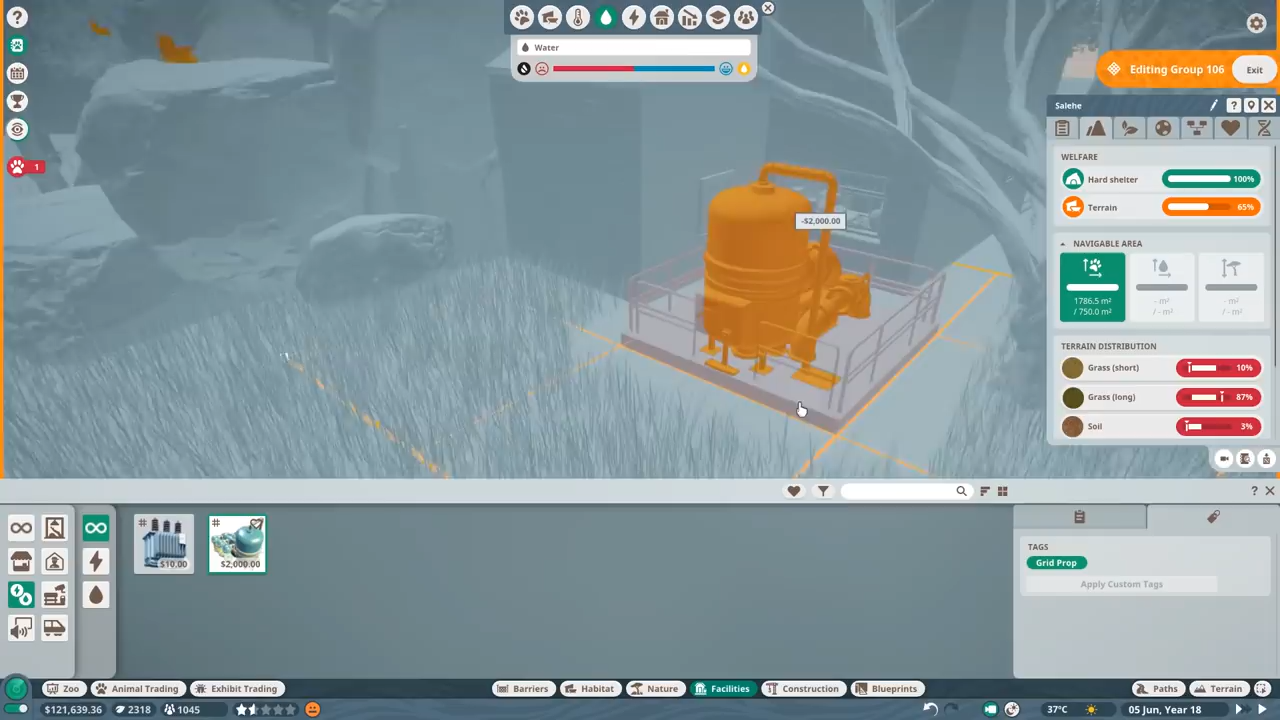 ?
Water
Editing Group 106
Exit
Salehe
?
1
WELFARE
Hard shelter
100%
Terrain
65%
-$2,000.00
NAVIGABLE AREA
1786.5 m²
/ 750.0 m²
- m²
/ - m²
- m²
/ - m²
TERRAIN DISTRIBUTION
Grass (short)
10%
Grass (long)
87%
Soil
3%
?
#
$10.00
#
$2,000.00
TAGS
Grid Prop
Apply Custom Tags
Zoo
Animal Trading
Exhibit Trading
Barriers
Habitat
Nature
Facilities
Construction
Blueprints
Paths
Terrain
$121,639.36
2318
1045
37°C
05 Jun, Year 18